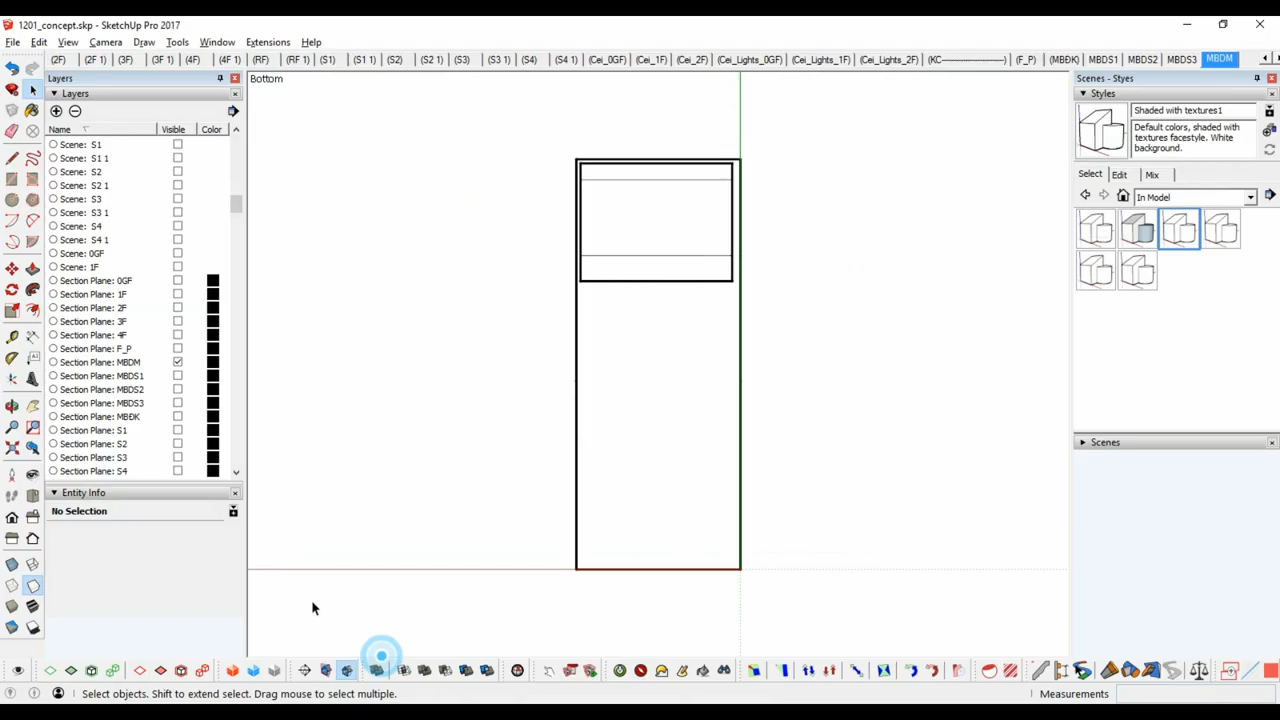 1201_concept.skp - SketchUp Pro 2017
File Edit View Camera Draw Tools Window Extensions Help
(2F) (2F 1) (3F) (3F 1) (4F) (4F 1) (RF) (RF 1) (S1) (S1 1) (S2) (S2 1) (S3) (S3 1) (S4) (S4 1) (Cei_0GF) (Cei_1F) (Cei_2F) (Cei_Lights_0GF) (Cei_Lights_1F) (Cei_Lights_2F) (F_P) (MBĐK) MBDS1 MBDS2 MBDS3 MBDM
Layers
Layers
Name Visible Color
Scene: S1
Scene: S1 1
Scene: S2
Scene: S2 1
Scene: S3
Scene: S3 1
Scene: S4
Scene: S4 1
Scene: 0GF
Scene: 1F
Section Plane: 0GF
Section Plane: 1F
Section Plane: 2F
Section Plane: 3F
Section Plane: 4F
Section Plane: F_P
Section Plane: MBDM
Section Plane: MBDS1
Section Plane: MBDS2
Section Plane: MBDS3
Section Plane: MBĐK
Section Plane: S1
Section Plane: S2
Section Plane: S3
Section Plane: S4
Entity Info
No Selection
Bottom
Scenes - Styes
Styles
Shaded with textures1
Default colors, shaded with
textures facestyle. White
background.
Select Edit Mix
In Model
Scenes
Select objects. Shift to extend select. Drag mouse to select multiple.
Measurements